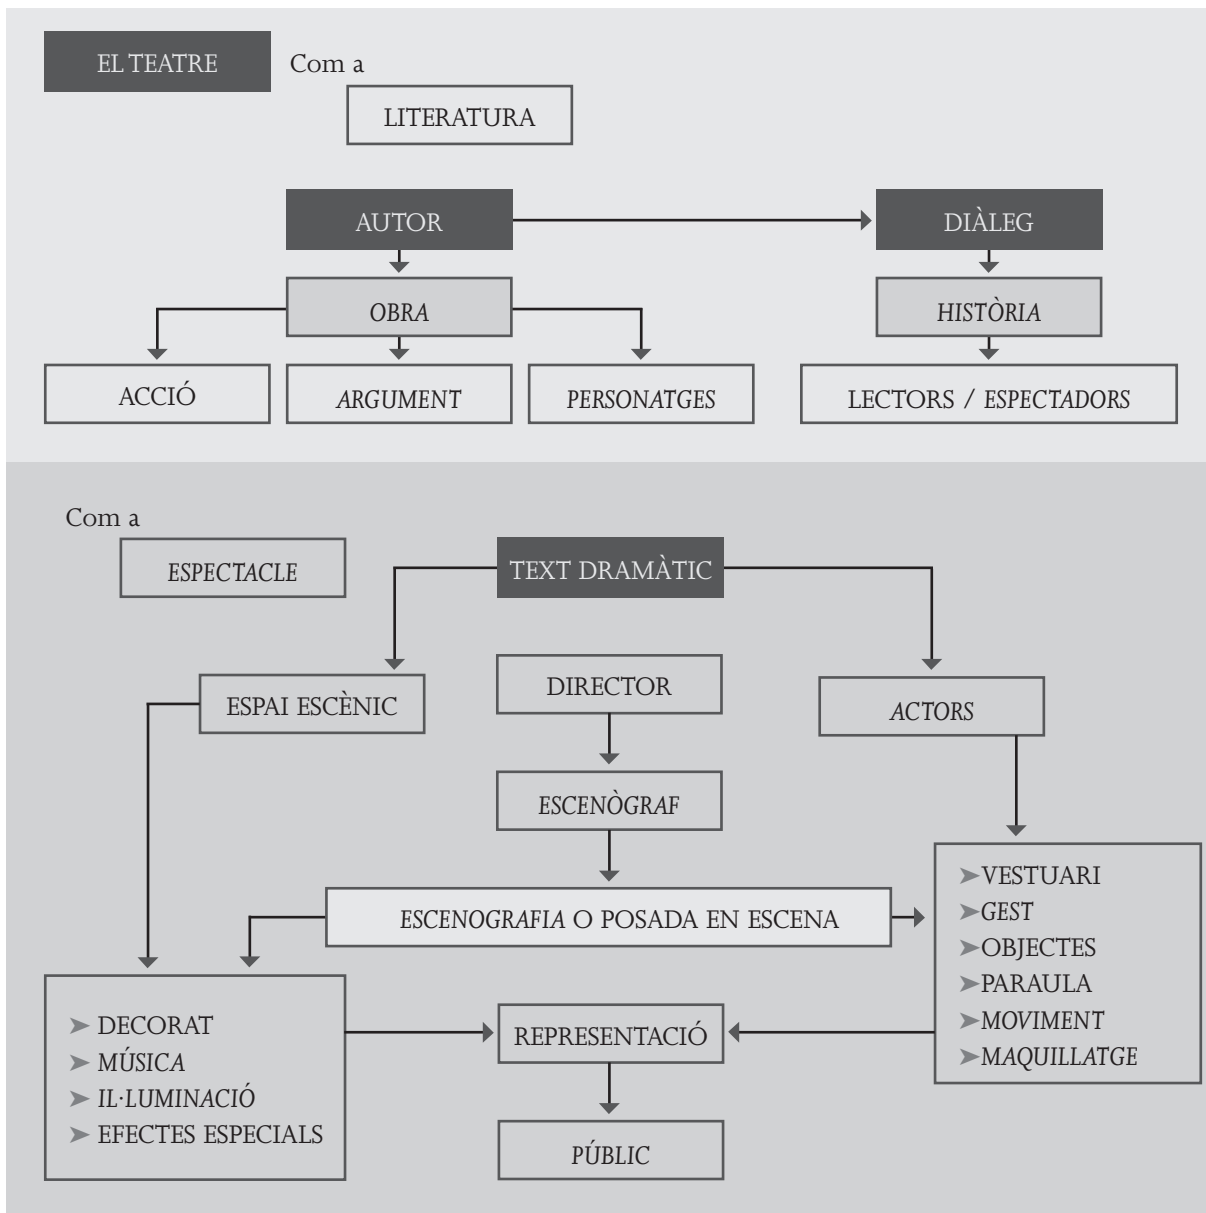 EL TEATRE Com a
LITERATURA
AUTOR
DIÀLEG
OBRA
HISTÒRIA
ACCIÓ
ARGUMENT
PERSONATGES
LECTORS / ESPECTADORS
Com a
ESPECTACLE
TEXT DRAMÀTIC
ESPAI ESCÈNIC
DIRECTOR
ACTORS
ESCENÒGRAF
ESCENOGRAFIA O POSADA EN ESCENA
➤VESTUARI
➤GEST
➤OBJECTES
➤PARAULA
➤MOVIMENT
➤MAQUILLATGE
➤ DECORAT
➤ MÚSICA
➤ IL·LUMINACIÓ
➤ EFECTES ESPECIALS
REPRESENTACIÓ
PÚBLIC